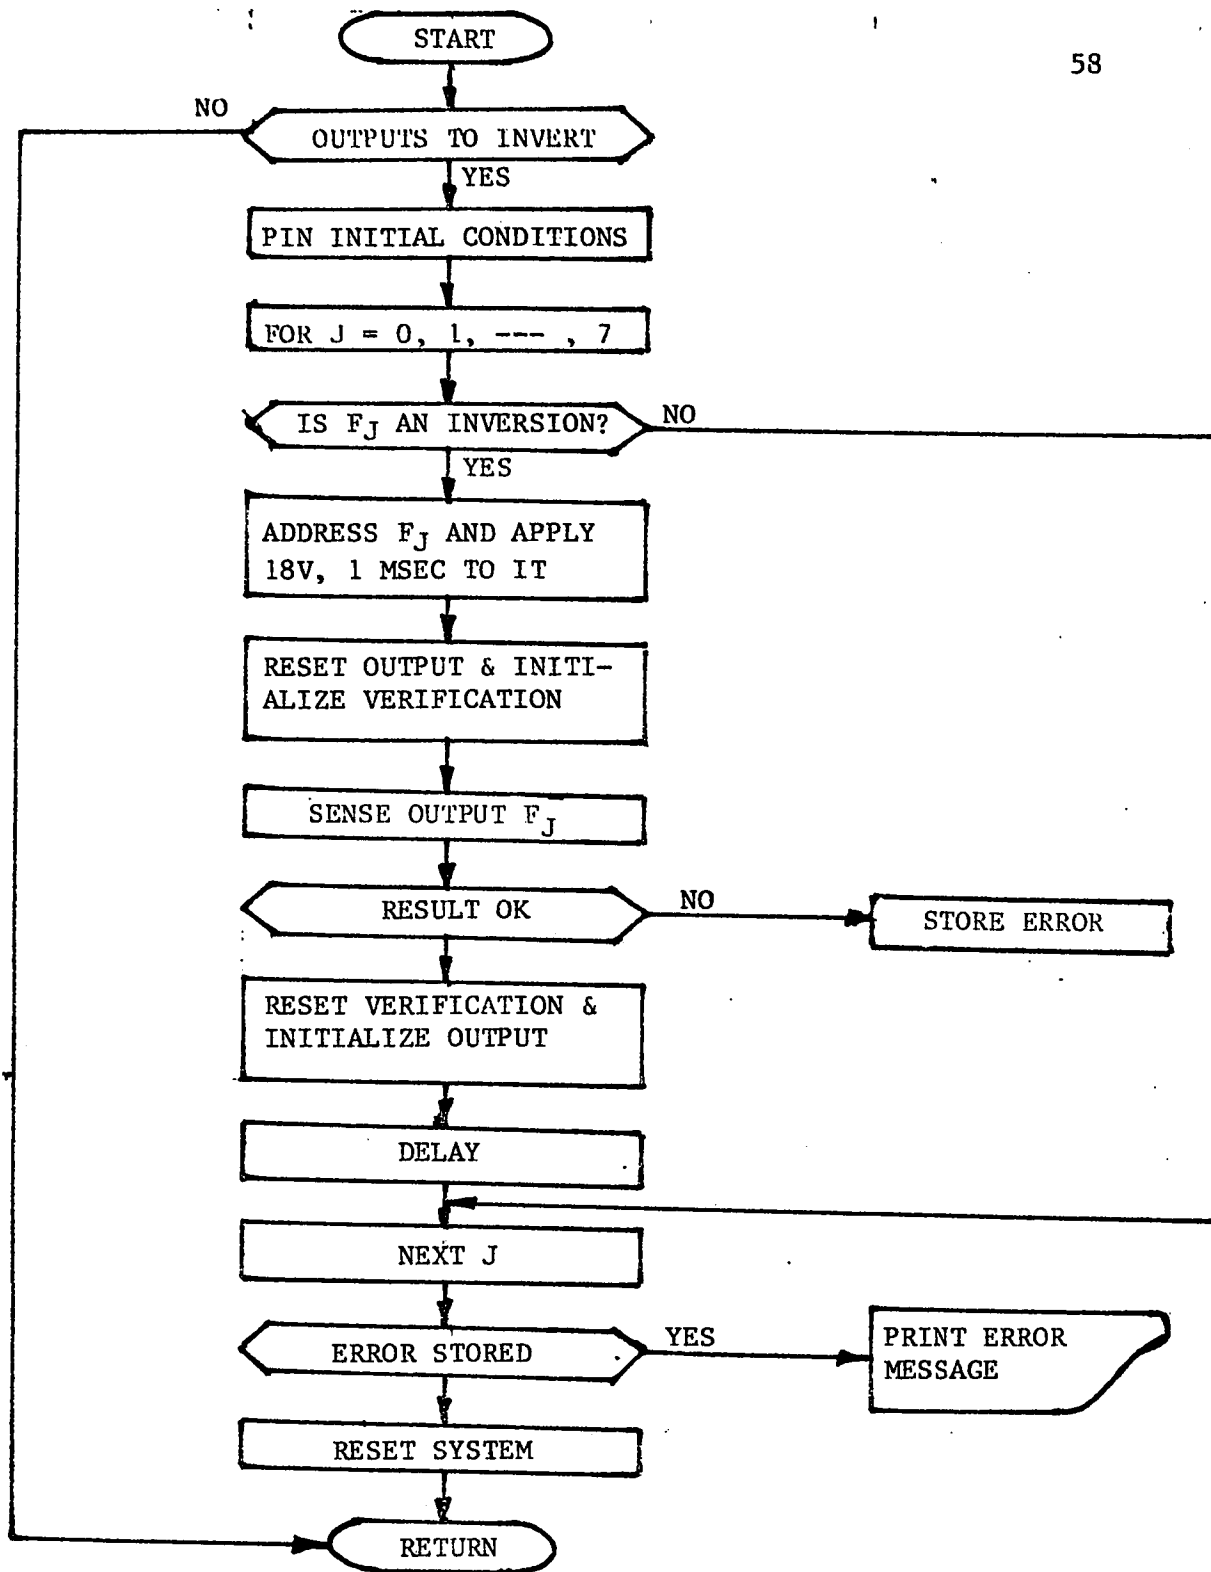 START
58
NO
OUTPUTS TO INVERT
YES
PIN INITIAL CONDITIONS
FOR J = 0, 1, --- , 7
IS FJ AN INVERSION?
NO
YES
ADDRESS FJ AND APPLY
18V, 1 MSEC TO IT
RESET OUTPUT & INITI-
ALIZE VERIFICATION
SENSE OUTPUT FJ
RESULT OK
NO
STORE ERROR
RESET VERIFICATION &
INITIALIZE OUTPUT
DELAY
NEXT J
ERROR STORED
YES
PRINT ERROR
MESSAGE
RESET SYSTEM
RETURN